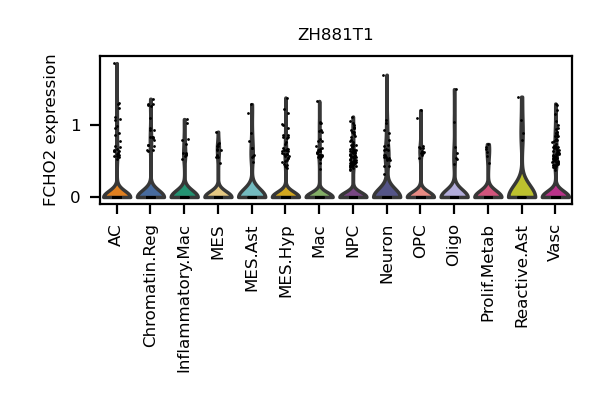 ZH881T1
FCHO2 expression
1
0
AC
Chromatin.Reg
Inflammatory.Mac
MES
MES.Ast
MES.Hyp
Mac
NPC
Neuron
OPC
Oligo
Prolif.Metab
Reactive.Ast
Vasc